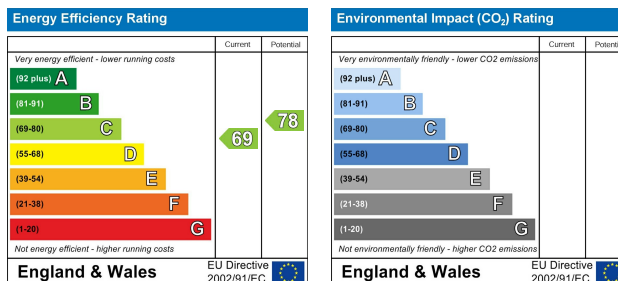 Energy Efficiency Rating
Current Potential
Very energy efficient - lower running costs
(92 plus) A
(81-91) B
(69-80) C
(55-68) D
(39-54) E
(21-38) F
(1-20) G
69
78
Not energy efficient - higher running costs
England & Wales
EU Directive
2002/91/EC
Environmental Impact (CO₂) Rating
Current Potenti
Very environmentally friendly - lower CO2 emissions
(92 plus) A
(81-91) B
(69-80) C
(55-68) D
(39-54) E
(21-38) F
(1-20) G
Not environmentally friendly - higher CO2 emissions
England & Wales
EU Directive
2002/91/EC